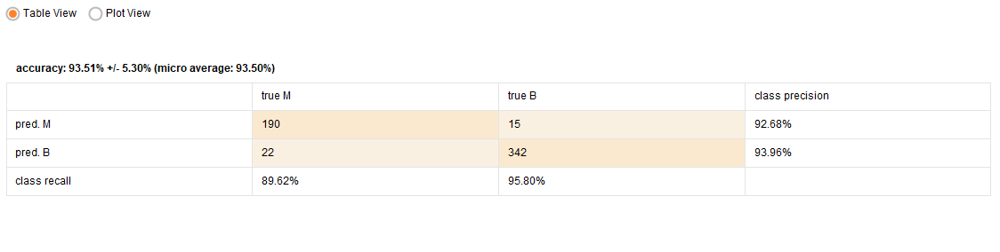 Table View Plot View
accuracy: 93.51% +/- 5.30% (micro average: 93.50%)
true M true B class precision
pred. M 190 15 92.68%
pred. B 22 342 93.96%
class recall 89.62% 95.80%